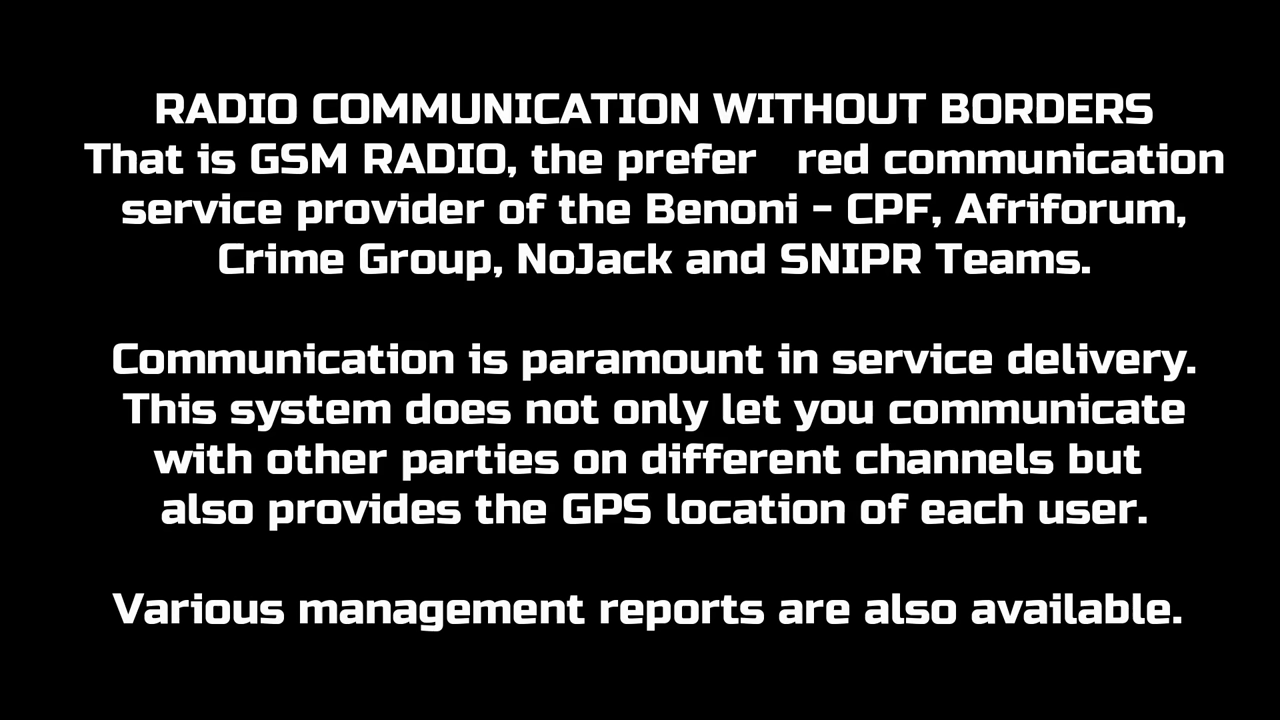 RADIO COMMUNICATION WITHOUT BORDERS
That is GSM RADIO, the prefer   red communication
service provider of the Benoni - CPF, Afriforum,
Crime Group, NoJack and SNIPR Teams.
Communication is paramount in service delivery.
This system does not only let you communicate
with other parties on different channels but
also provides the GPS location of each user.
Various management reports are also available.